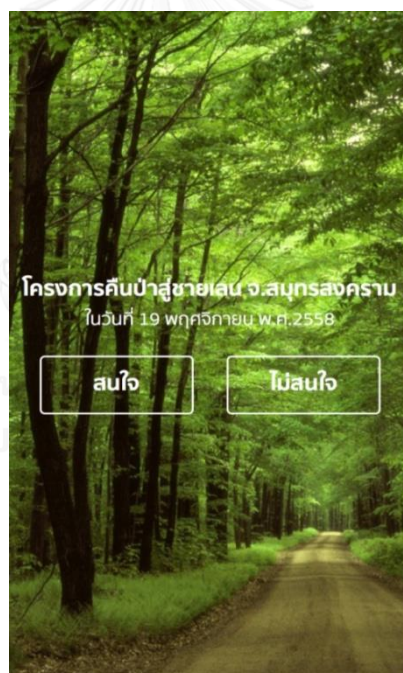 โครงการคืนป่าสู่ชายเลน จ.สมุทรสงคราม
ในวันที่ 19 พฤศจิกายน พ.ศ.2558
สนใจ
ไม่สนใจ